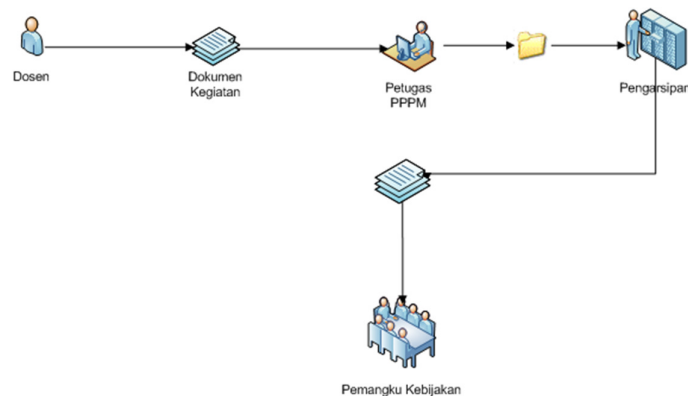 Dosen
Dokumen
Kegiatan
Petugas
PPPM
Pengarsipan
Pemangku Kebijakan